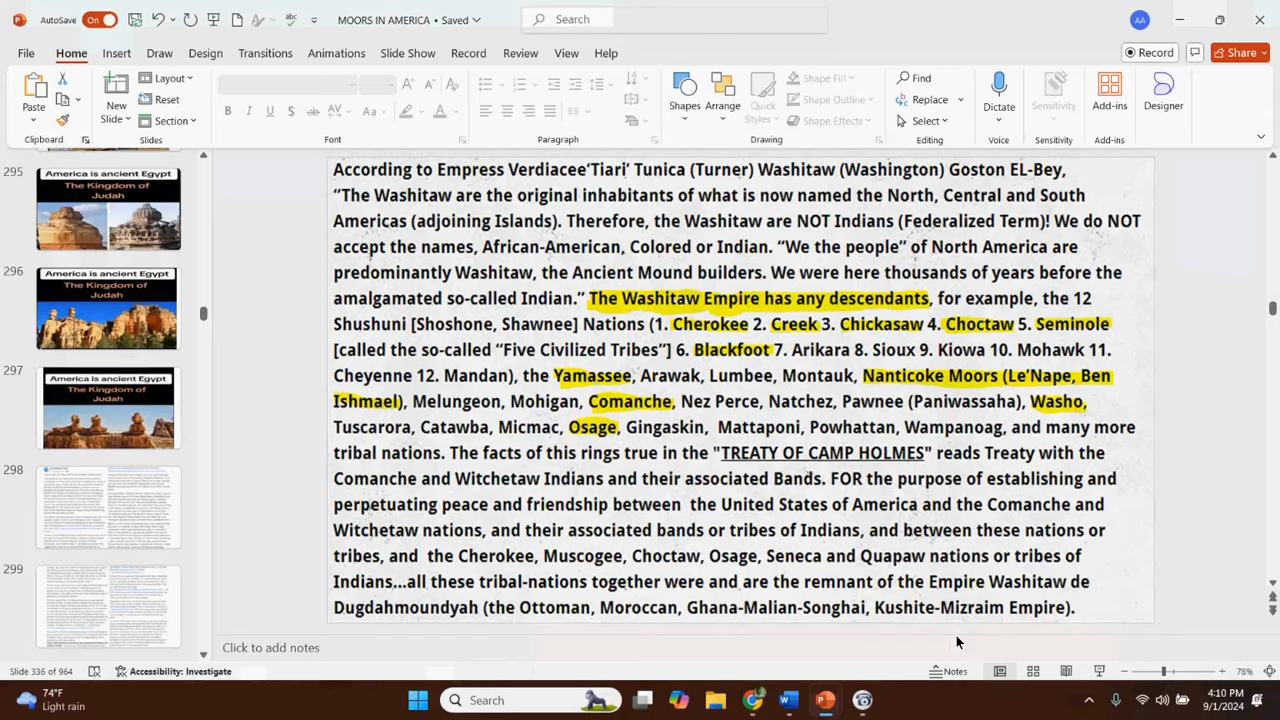 AutoSave On MOORS IN AMERICA • Saved Search AA
File Home Insert Draw Design Transitions Animations Slide Show Record Review View Help Record Share
Paste New Slide Layout Reset Section Shapes Arrange Quick Styles Shape Fill Shape Outline Shape Effects Find Replace Select Dictate Sensitivity Add-ins Designer
Clipboard Slides Font Paragraph Drawing Editing Voice Sensitivity Add-ins
295
America is ancient Egypt
The Kingdom of
Judah
296
America is ancient Egypt
The Kingdom of
Judah
297
America is ancient Egypt
The Kingdom of
Judah
298
299
According to Empress Verdiacee‘Tiari’ Tunica (Turner) Washitaw (Washington) Goston EL-Bey,
“The Washitaw are the original inhabitants of what is now named the North, Central and South
Americas (adjoining Islands). Therefore, the Washitaw are NOT Indians (Federalized Term)! We do NOT
accept the names, African-American, Colored or Indian. “We the people” of North America are
predominantly Washitaw, the Ancient Mound builders. We were here thousands of years before the
amalgamated so-called Indian.” The Washitaw Empire has any descendants, for example, the 12
Shushuni [Shoshone, Shawnee] Nations (1. Cherokee 2. Creek 3. Chickasaw 4. Choctaw 5. Seminole
[called the so-called “Five Civilized Tribes”] 6. Blackfoot 7. Arikara 8. Sioux 9. Kiowa 10. Mohawk 11.
Cheyenne 12. Mandan), the Yamassee, Arawak, Lumbee, Montauk, Nanticoke Moors (Le’Nape, Ben
Ishmael), Melungeon, Mohigan, Comanche, Nez Perce, Natchez, Pawnee (Paniwassaha), Washo,
Tuscarora, Catawba, Micmac, Osage, Gingaskin, Mattaponi, Powhattan, Wampanoag, and many more
tribal nations. The facts of this rings true in the "TREATY OF CAMP HOLMES" reads Treaty with the
Comanche and Witchetaw Indians and their associated Bands. FOR the purpose of establishing and
perpetuating peace and friendship between the United States of America and the Comanche and
Witchetaw nations, and their associated bands or tribes of Indians, and between these nations or
tribes, and the Cherokee, Muscogee, Choctaw, Osage, Seneca and Quapaw nations or tribes of
Indians...all these tribal nations together were and are still part of the Empire Washitaw de
Dugdahmoundyah (the Ottoman, Moroccan, Ghana-Mali-Songhai, Kushite-Mizraim Empire).
Click to add notes
Slide 336 of 964 Accessibility: Investigate Notes 78%
74°F
Light rain
Search
4:10 PM
9/1/2024